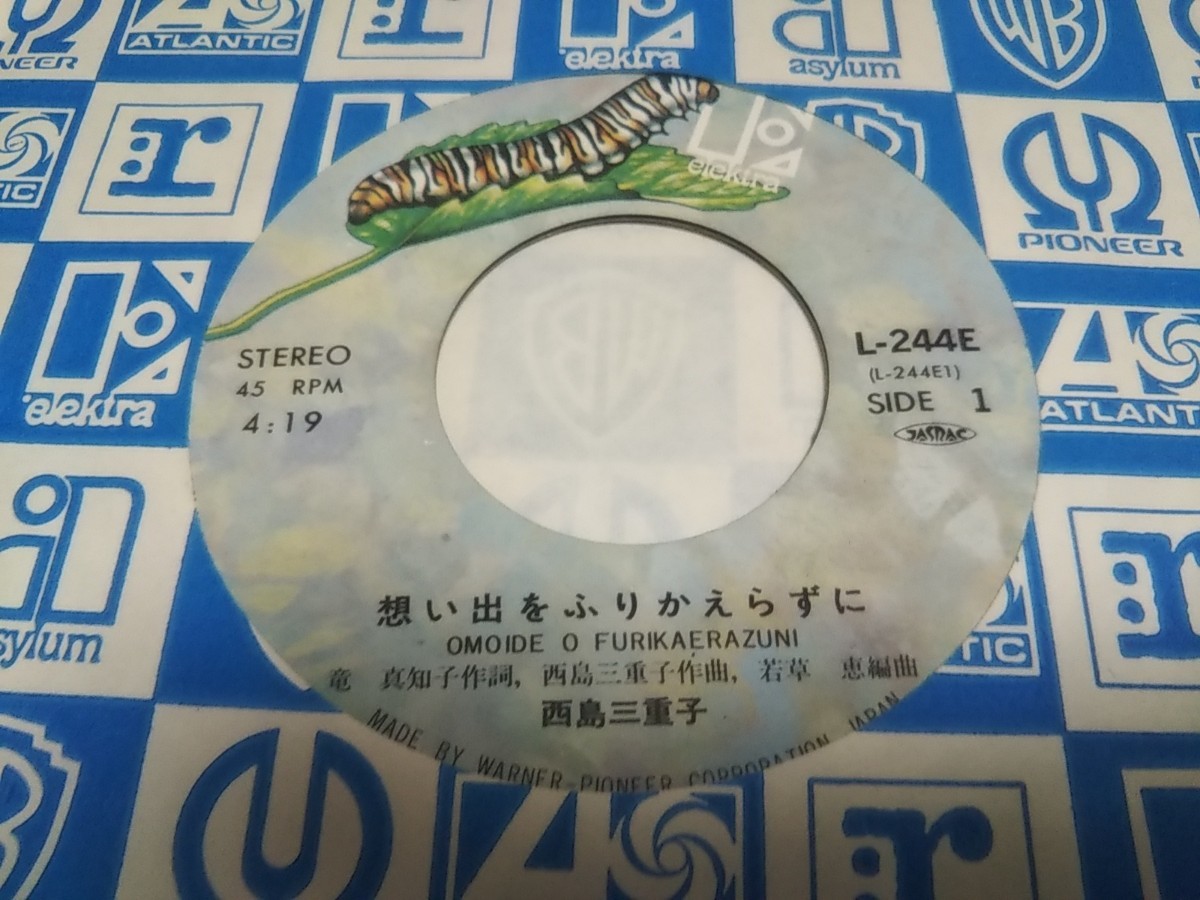 PIONEER
ATLANTIC
elektra
asylum
WB
r
elektra
PIONEER
elektra
ATLANTIC
STEREO
45 RPM
4:19
L-244E
(L-244E1)
SIDE 1
JASRAC
asylum
想い出をふりかえらずに
OMOIDE O FURIKAERAZUNI
竜 真知子作詞, 西島三重子作曲, 若草 恵編曲
西島三重子
MADE BY WARNER-PIONEER CORPORATION, JAPAN